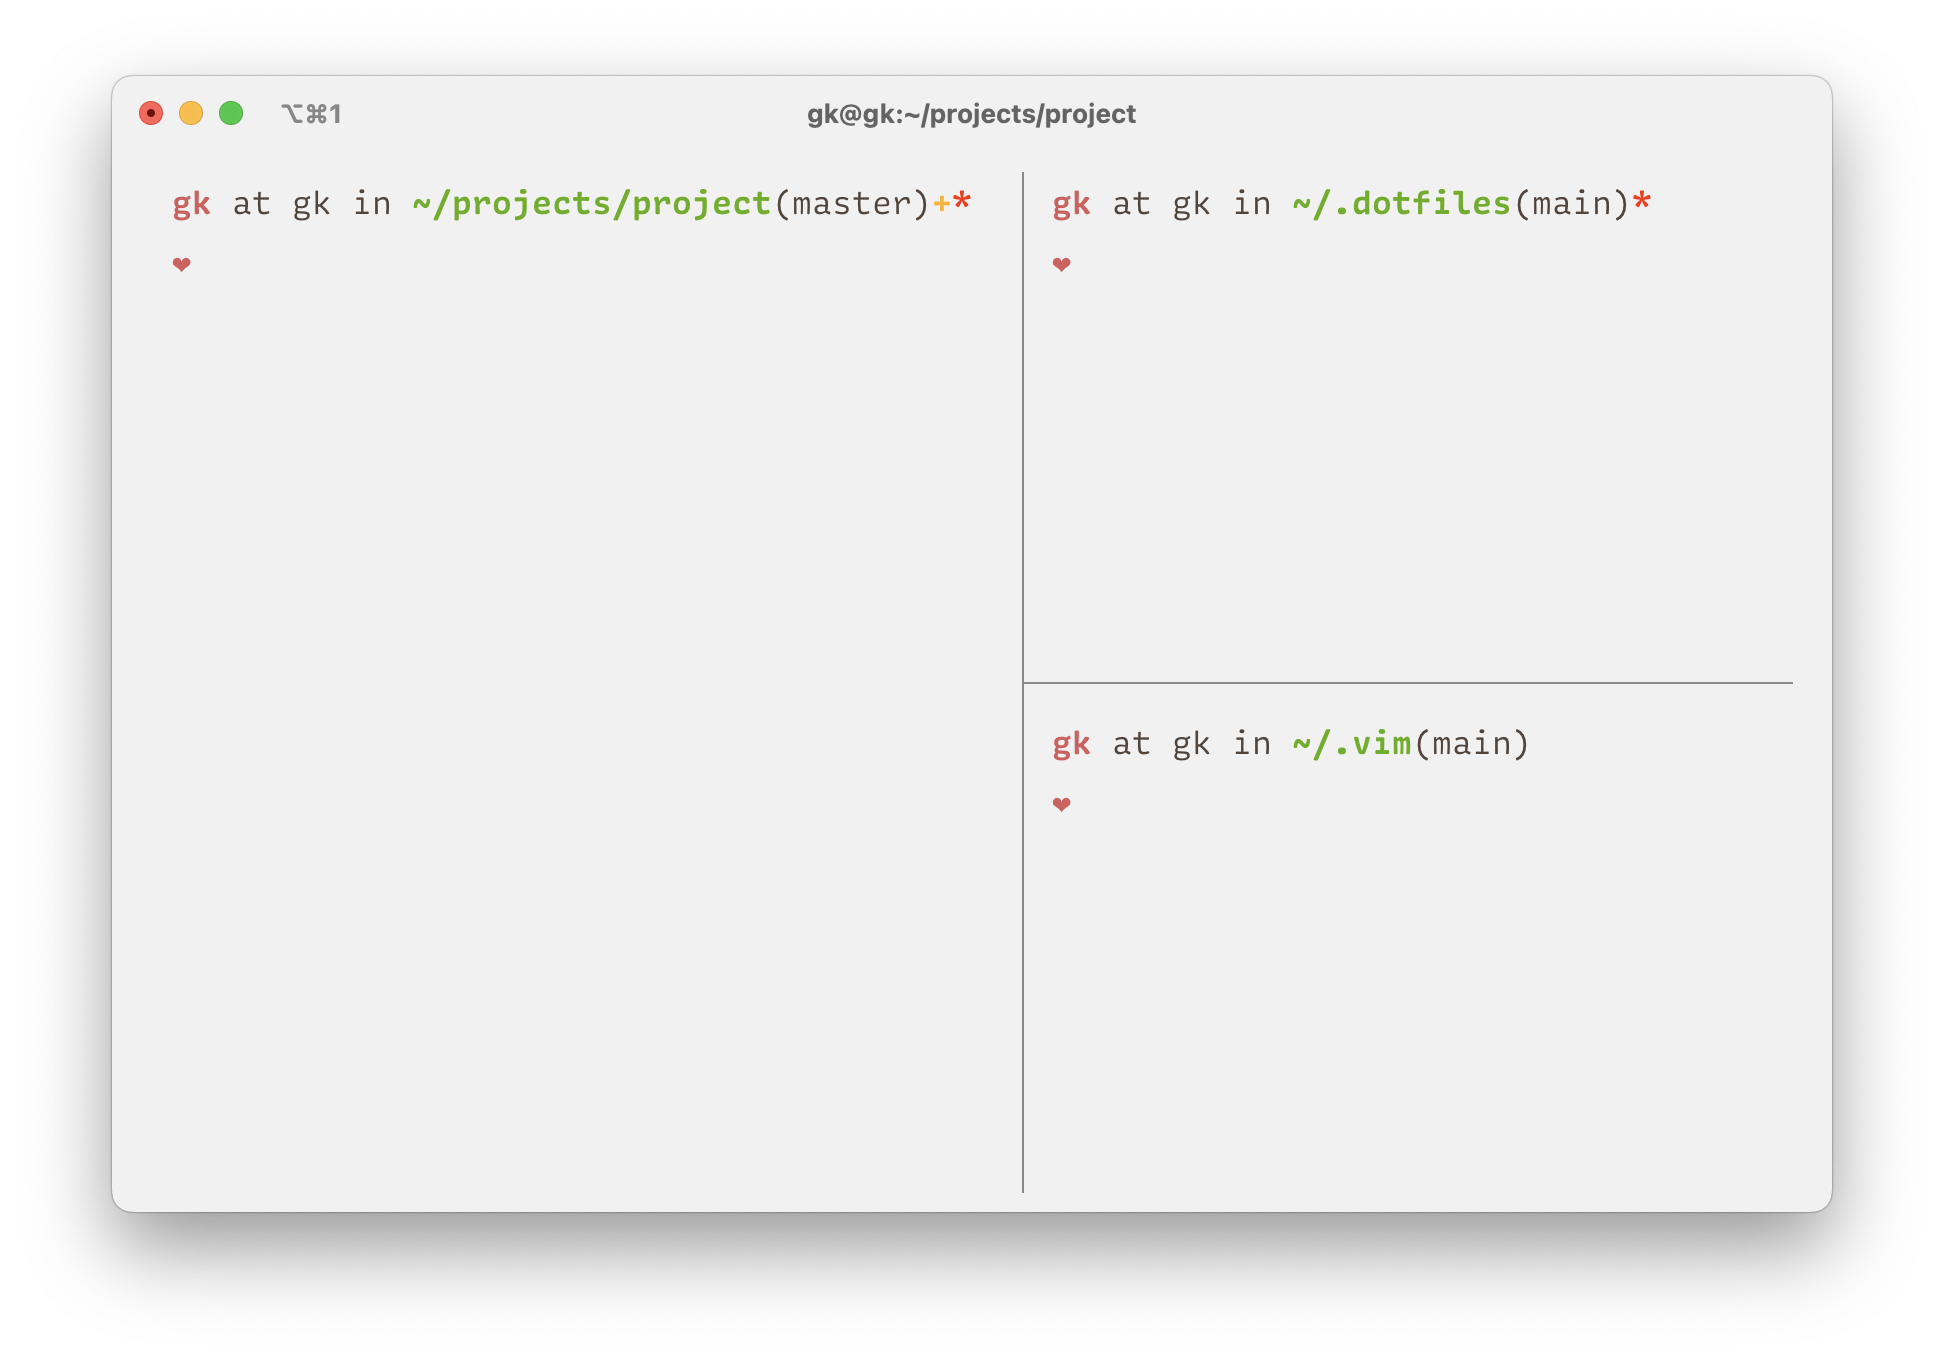 ⌥⌘1
gk@gk:~/projects/project
gk at gk in ~/projects/project(master)+*
❤
gk at gk in ~/.dotfiles(main)*
❤
gk at gk in ~/.vim(main)
❤